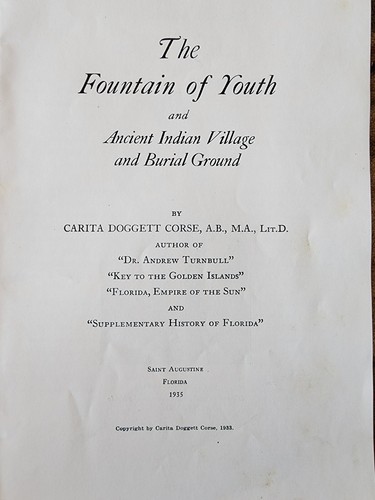 The
Fountain of Youth
and
Ancient Indian Village
and Burial Ground
BY
CARITA DOGGETT CORSE, A.B., M.A., LIT.D.
AUTHOR OF
"DR. ANDREW TURNBULL"
"KEY TO THE GOLDEN ISLANDS"
"FLORIDA, EMPIRE OF THE SUN"
AND
"SUPPLEMENTARY HISTORY OF FLORIDA"
SAINT AUGUSTINE
FLORIDA
1935
Copyright by Carita Doggett Corse, 1933.